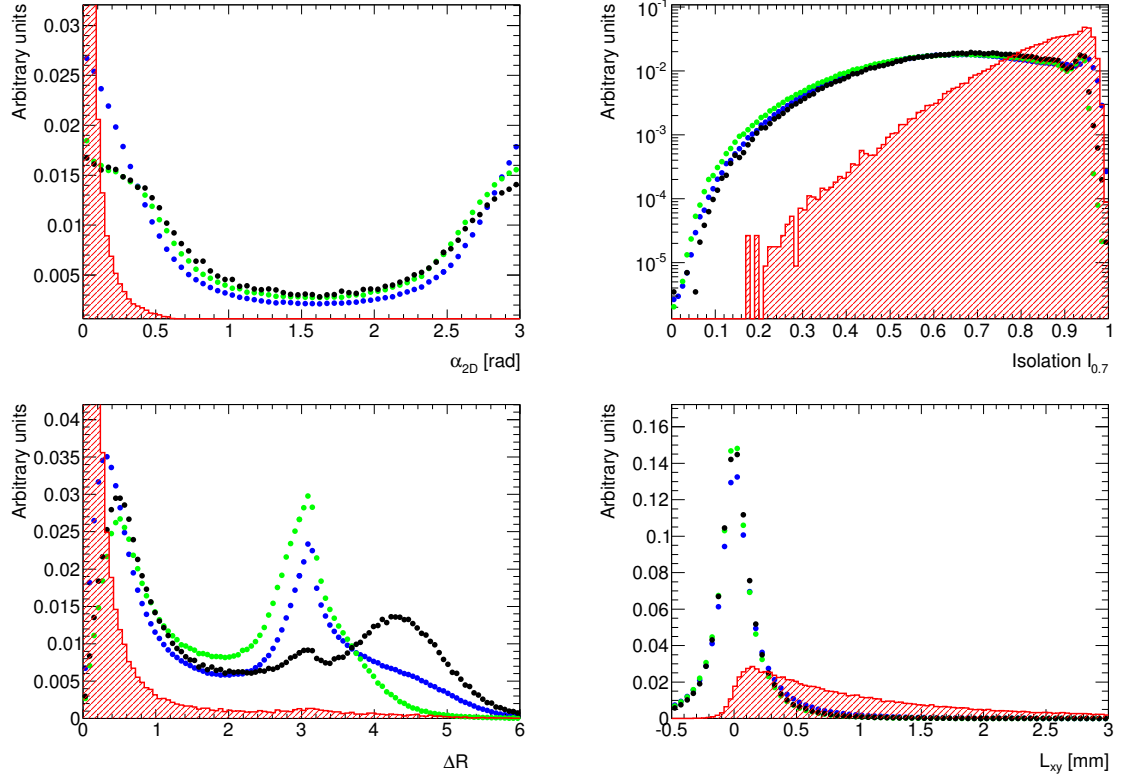 Arbitrary units
0.03
0.025
0.02
0.015
0.01
0.005
0 0.5 1 1.5 2 2.5 3
α2D [rad]
Arbitrary units
10^-1
10^-2
10^-3
10^-4
10^-5
0 0.1 0.2 0.3 0.4 0.5 0.6 0.7 0.8 0.9 1
Isolation I0.7
Arbitrary units
0.04
0.035
0.03
0.025
0.02
0.015
0.01
0.005
0
0 1 2 3 4 5 6
ΔR
Arbitrary units
0.16
0.14
0.12
0.1
0.08
0.06
0.04
0.02
0
-0.5 0 0.5 1 1.5 2 2.5 3
Lxy [mm]